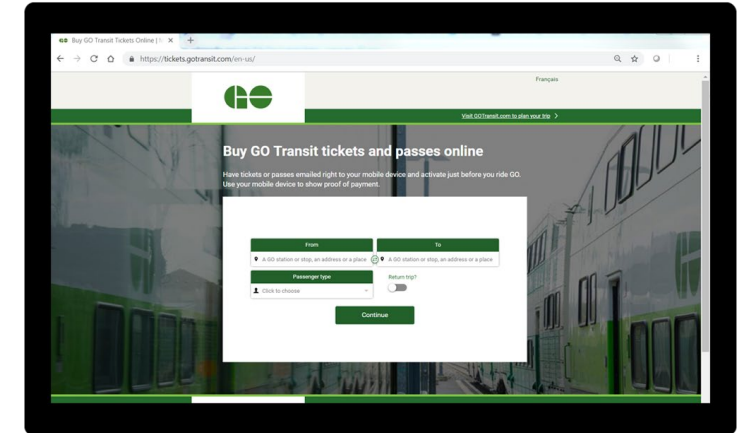 Buy GO Transit Tickets Online |
https://tickets.gotransit.com/en-us/
Français
GO
Visit GOTransit.com to plan your trip >
Buy GO Transit tickets and passes online
Have tickets or passes emailed right to your mobile device and activate just before you ride GO.
Use your mobile device to show proof of payment.
From To
A GO station or stop, an address or a place A GO station or stop, an address or a place
Passenger type Return trip?
Click to choose
Continue